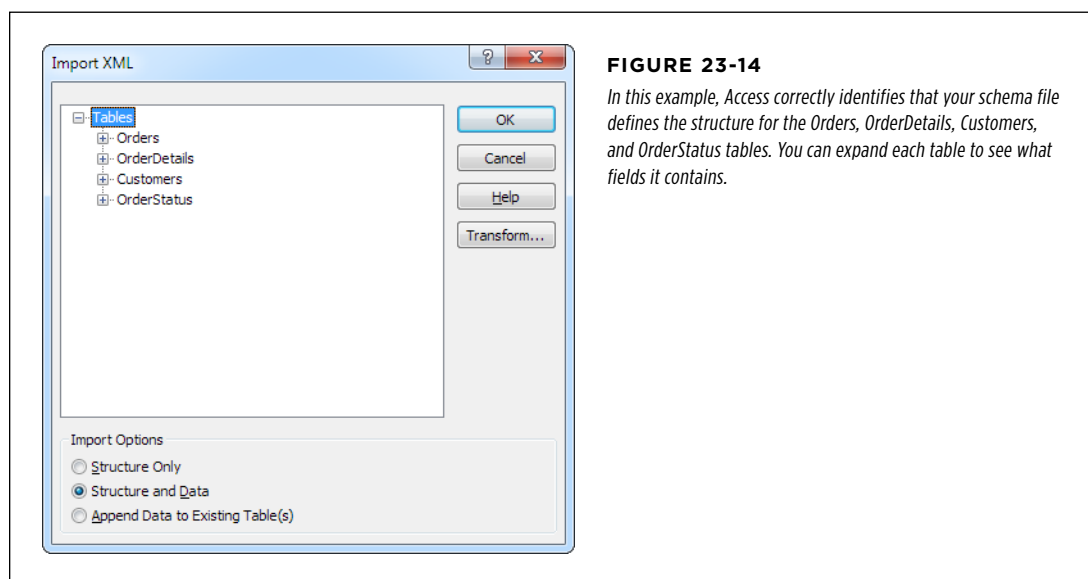 Import XML
Tables
Orders
OrderDetails
Customers
OrderStatus
OK
Cancel
Help
Transform...
Import Options
Structure Only
Structure and Data
Append Data to Existing Table(s)
FIGURE 23-14
In this example, Access correctly identifies that your schema file
defines the structure for the Orders, OrderDetails, Customers,
and OrderStatus tables. You can expand each table to see what
fields it contains.